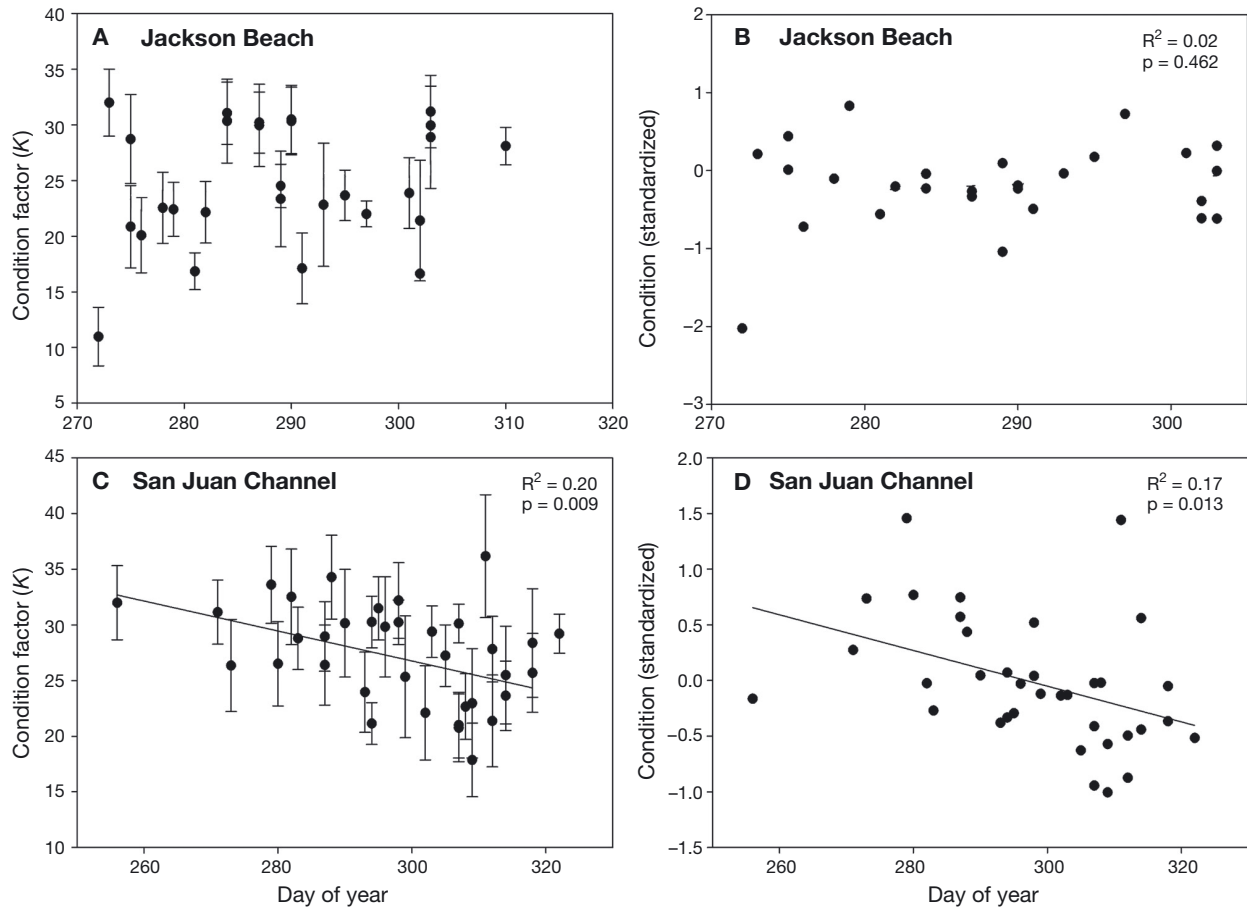 A Jackson Beach
Condition factor (K)
40
35
30
25
20
15
10
5
270 280 290 300 310 320
B Jackson Beach
R² = 0.02
p = 0.462
Condition (standardized)
2
1
0
−1
−2
−3
270 280 290 300
C San Juan Channel
R² = 0.20
p = 0.009
Condition factor (K)
45
40
35
30
25
20
15
10
260 280 300 320
Day of year
D San Juan Channel
R² = 0.17
p = 0.013
Condition (standardized)
2.0
1.5
1.0
0.5
0.0
−0.5
−1.0
−1.5
260 280 300 320
Day of year